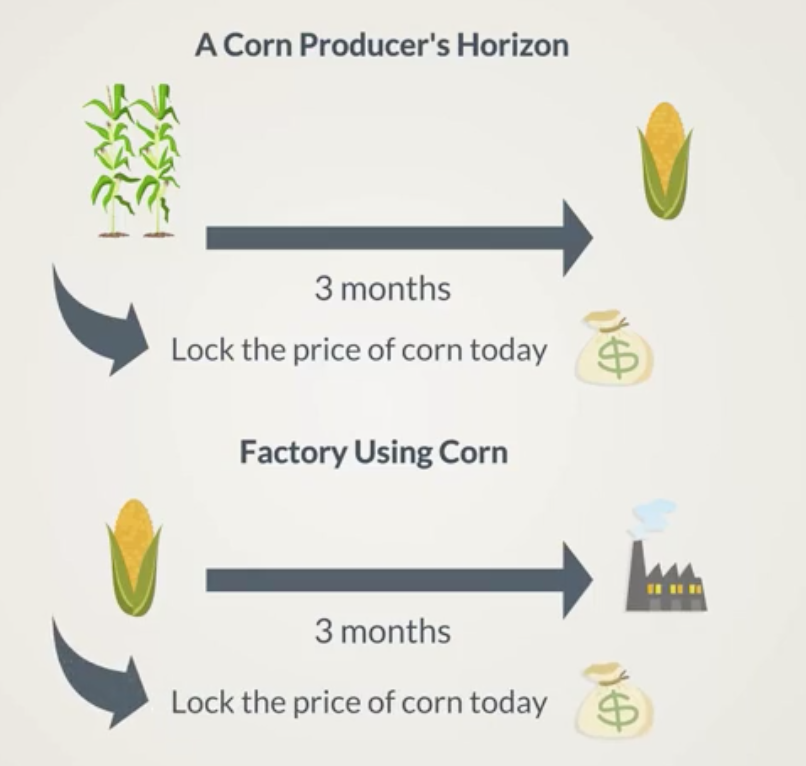 A Corn Producer's Horizon
3 months
Lock the price of corn today
$
Factory Using Corn
3 months
Lock the price of corn today
$